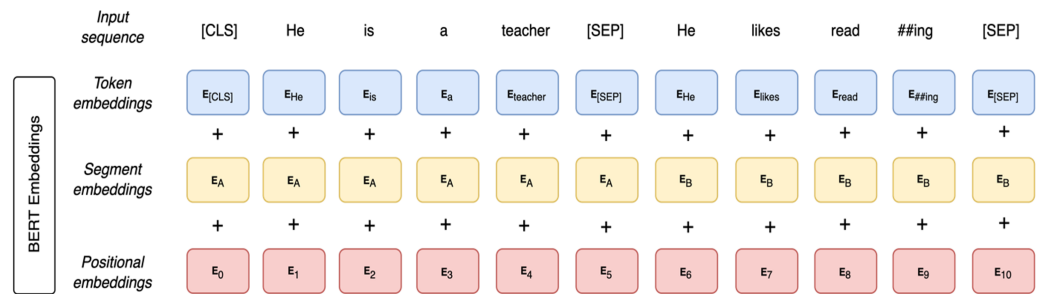 Input sequence [CLS] He is a teacher [SEP] He likes read ##ing [SEP]
BERT Embeddings
Token embeddings E[CLS] EHe Eis Ea Eteacher E[SEP] EHe Elikes Eread E##ing E[SEP]
+ + + + + + + + + + +
Segment embeddings EA EA EA EA EA EA EB EB EB EB EB
+ + + + + + + + + + +
Positional embeddings E0 E1 E2 E3 E4 E5 E6 E7 E8 E9 E10